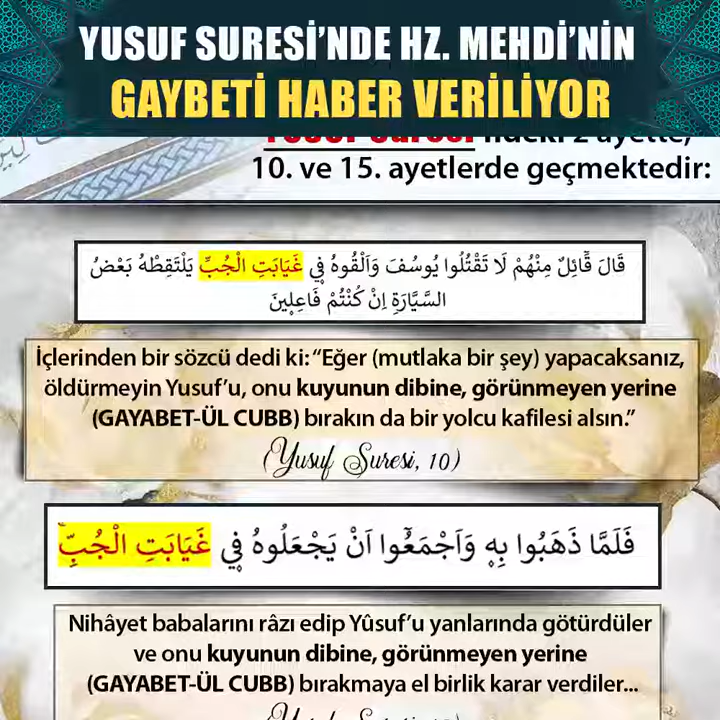 YUSUF SURESİ’NDE HZ. MEHDİ’NİN
GAYBETİ HABER VERİLİYOR
10. ve 15. ayetlerde geçmektedir:
قَالَ قَٓائِلٌ مِنْهُمْ لَا تَقْتُلُوا يُوسُفَ وَاَلْقُوهُ ف۪ي غَيَابَتِ الْجُبِّ يَلْتَقِطْهُ بَعْضُ
السَّيَّارَةِ اِنْ كُنْتُمْ فَاعِل۪ينَ
İçlerinden bir sözcü dedi ki: “Eğer (mutlaka bir şey) yapacaksanız,
öldürmeyin Yusuf’u, onu kuyunun dibine, görünmeyen yerine
(GAYABET-ÜL CUBB) bırakın da bir yolcu kafilesi alsın.”
(Yusuf Suresi, 10)
فَلَمَّا ذَهَبُوا بِه۪ وَاَجْمَعُٓوا اَنْ يَجْعَلُوهُ ف۪ي غَيَابَتِ الْجُبِّۚ
Nihâyet babalarını râzı edip Yûsuf’u yanlarında götürdüler
ve onu kuyunun dibine, görünmeyen yerine
(GAYABET-ÜL CUBB) bırakmaya el birlik karar verdiler...